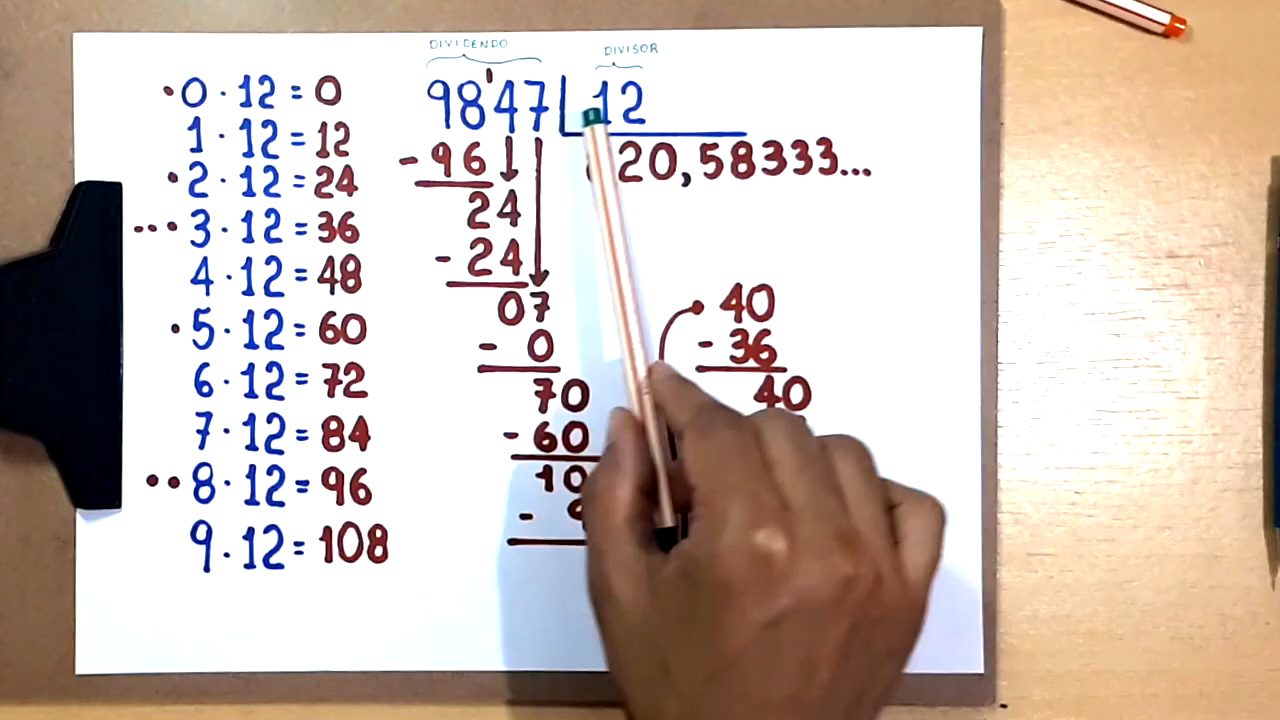 DIVIDENDO DIVISOR
9847 12
20,58333...
- 96
24
- 24
07
- 0
70
- 60
10
-
40
- 36
40
• 0 · 12 = 0
1 · 12 = 12
• 2 · 12 = 24
••• 3 · 12 = 36
4 · 12 = 48
• 5 · 12 = 60
6 · 12 = 72
7 · 12 = 84
•• 8 · 12 = 96
9 · 12 = 108